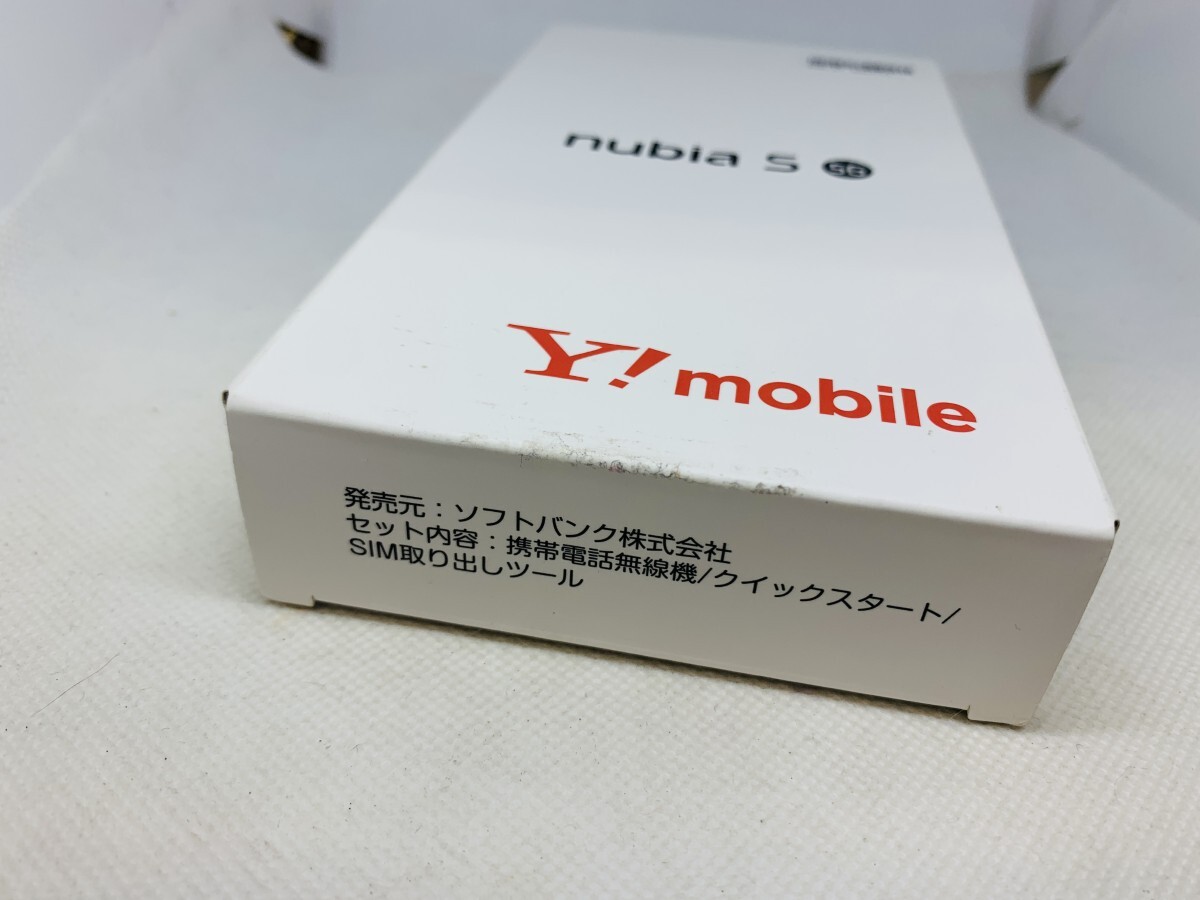 nubia S 5G
Y!mobile
発売元：ソフトバンク株式会社
セット内容：携帯電話無線機/クイックスタート/
SIM取り出しツール